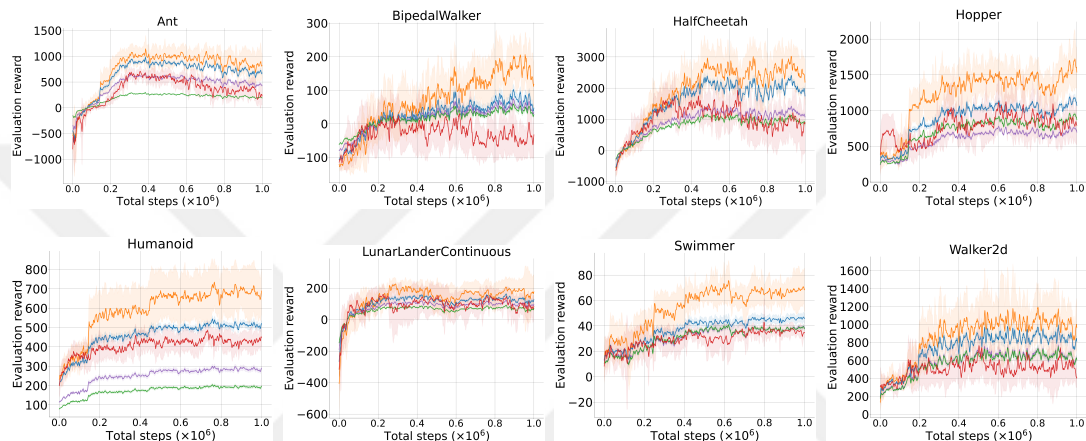 Ant
1500
1000
500
0
−500
−1000
Evaluation reward
0.0 0.2 0.4 0.6 0.8 1.0
Total steps (×10⁶)
BipedalWalker
300
200
100
0
−100
Evaluation reward
0.0 0.2 0.4 0.6 0.8 1.0
Total steps (×10⁶)
HalfCheetah
3000
2000
1000
0
−1000
Evaluation reward
0.0 0.2 0.4 0.6 0.8 1.0
Total steps (×10⁶)
Hopper
2000
1500
1000
500
0
Evaluation reward
0.0 0.2 0.4 0.6 0.8 1.0
Total steps (×10⁶)
Humanoid
800
700
600
500
400
300
200
100
Evaluation reward
0.0 0.2 0.4 0.6 0.8 1.0
Total steps (×10⁶)
LunarLanderContinuous
200
0
−200
−400
−600
Evaluation reward
0.0 0.2 0.4 0.6 0.8 1.0
Total steps (×10⁶)
Swimmer
80
60
40
20
0
−20
Evaluation reward
0.0 0.2 0.4 0.6 0.8 1.0
Total steps (×10⁶)
Walker2d
1600
1400
1200
1000
800
600
400
200
0
Evaluation reward
0.0 0.2 0.4 0.6 0.8 1.0
Total steps (×10⁶)